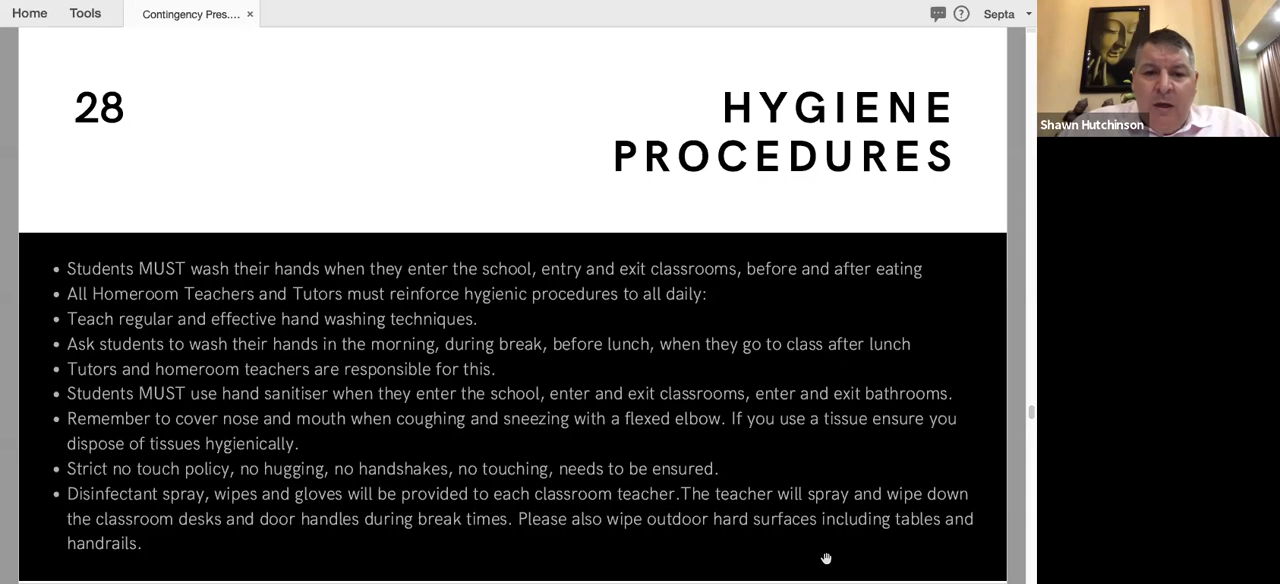 Home Tools Contingency Pres.... × ? Septa
Shawn Hutchinson
28
HYGIENE
PROCEDURES
• Students MUST wash their hands when they enter the school, entry and exit classrooms, before and after eating
• All Homeroom Teachers and Tutors must reinforce hygienic procedures to all daily:
• Teach regular and effective hand washing techniques.
• Ask students to wash their hands in the morning, during break, before lunch, when they go to class after lunch
• Tutors and homeroom teachers are responsible for this.
• Students MUST use hand sanitiser when they enter the school, enter and exit classrooms, enter and exit bathrooms.
• Remember to cover nose and mouth when coughing and sneezing with a flexed elbow. If you use a tissue ensure you
dispose of tissues hygienically.
• Strict no touch policy, no hugging, no handshakes, no touching, needs to be ensured.
• Disinfectant spray, wipes and gloves will be provided to each classroom teacher.The teacher will spray and wipe down
the classroom desks and door handles during break times. Please also wipe outdoor hard surfaces including tables and
handrails.